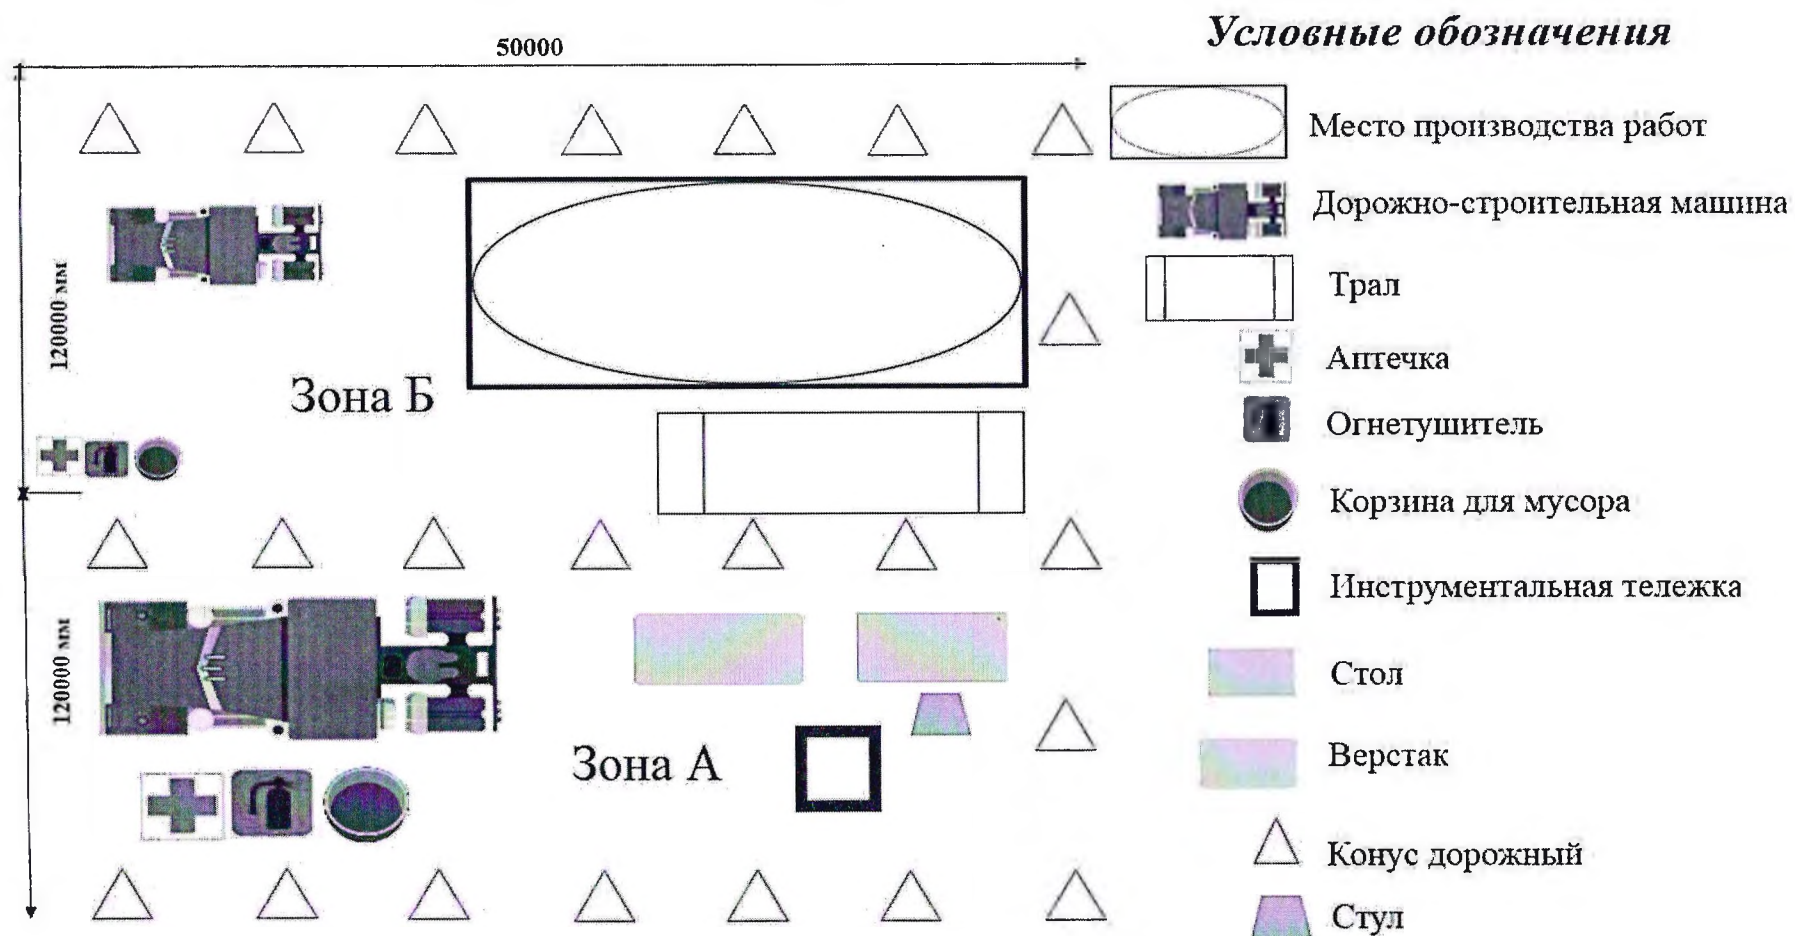 Условные обозначения
50000
Место производства работ
Дорожно-строительная машина
Трал
120000 мм
Аптечка
Зона Б
Огнетушитель
Корзина для мусора
Инструментальная тележка
120000 мм
Стол
Зона А
Верстак
Конус дорожный
Стул